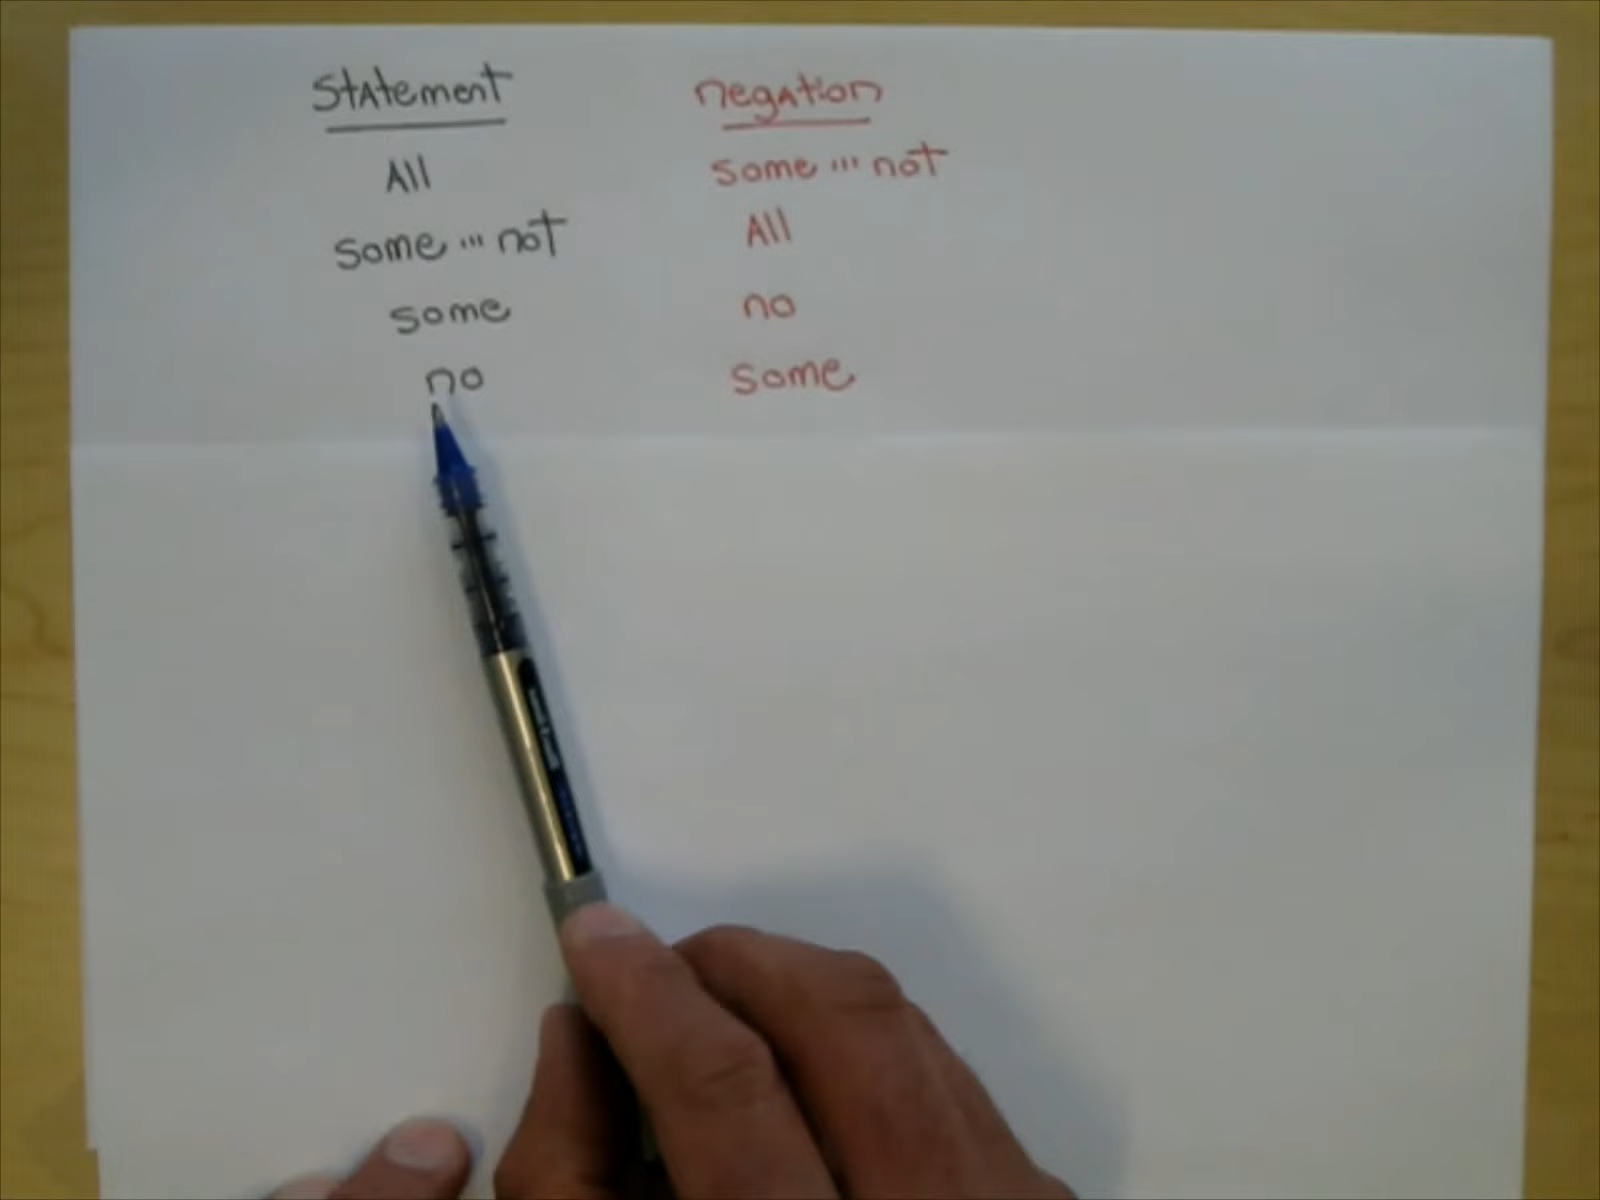 Statement negation
All some ... not
some ... not All
some no
no some